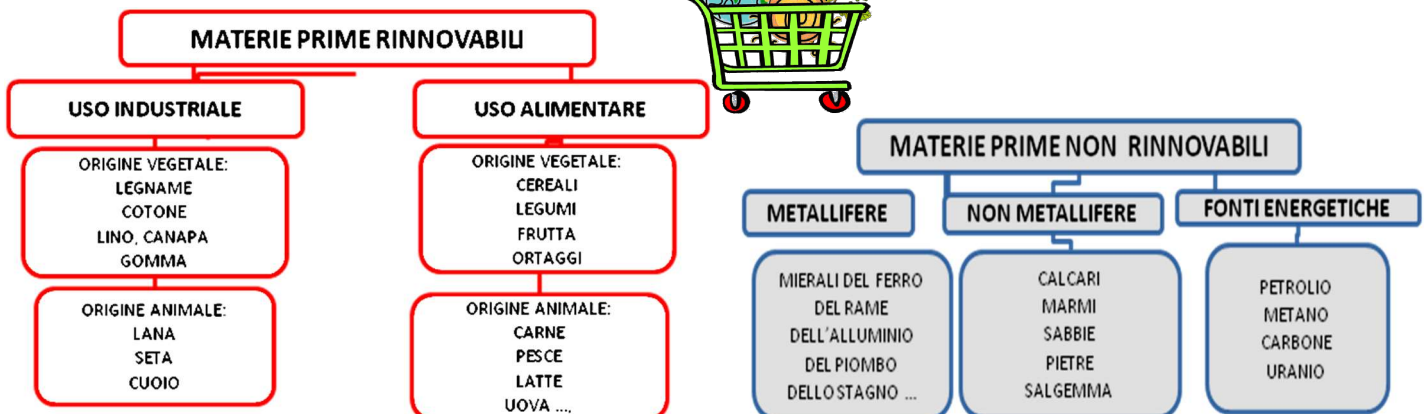 MATERIE PRIME RINNOVABILI
USO INDUSTRIALE
ORIGINE VEGETALE:
LEGNAME
COTONE
LINO, CANAPA
GOMMA
ORIGINE ANIMALE:
LANA
SETA
CUOIO
USO ALIMENTARE
ORIGINE VEGETALE:
CEREALI
LEGUMI
FRUTTA
ORTAGGI
ORIGINE ANIMALE:
CARNE
PESCE
LATTE
UOVA ...,
MATERIE PRIME NON RINNOVABILI
METALLIFERE
MIERALI DEL FERRO
DEL RAME
DELL'ALLUMINIO
DEL PIOMBO
DELLO STAGNO ...
NON METALLIFERE
CALCARI
MARMI
SABBIE
PIETRE
SALGEMMA
FONTI ENERGETICHE
PETROLIO
METANO
CARBONE
URANIO